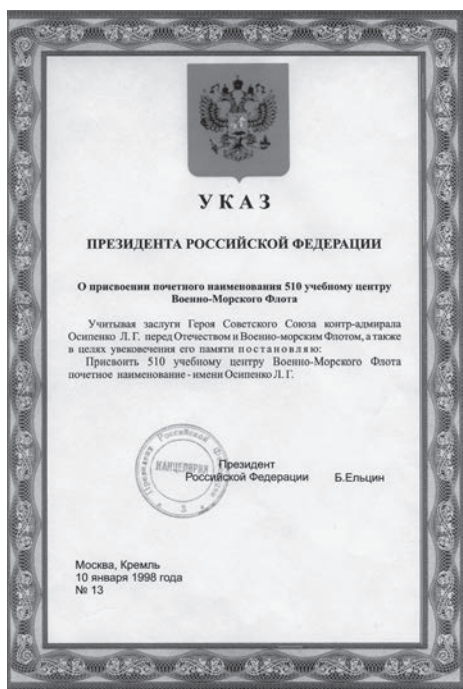 УКАЗ
ПРЕЗИДЕНТА РОССИЙСКОЙ ФЕДЕРАЦИИ
О присвоении почетного наименования 510 учебному центру
Военно-Морского Флота
Учитывая заслуги Героя Советского Союза контр-адмирала
Осипенко Л. Г. перед Отечеством и Военно-морским Флотом, а также
в целях увековечения его памяти постановляю:
Присвоить 510 учебному центру Военно-Морского Флота
почетное наименование - имени Осипенко Л. Г.
КАНЦЕЛЯРИЯ
3
Президент
Российской Федерации Б.Ельцин
Москва, Кремль
10 января 1998 года
№ 13